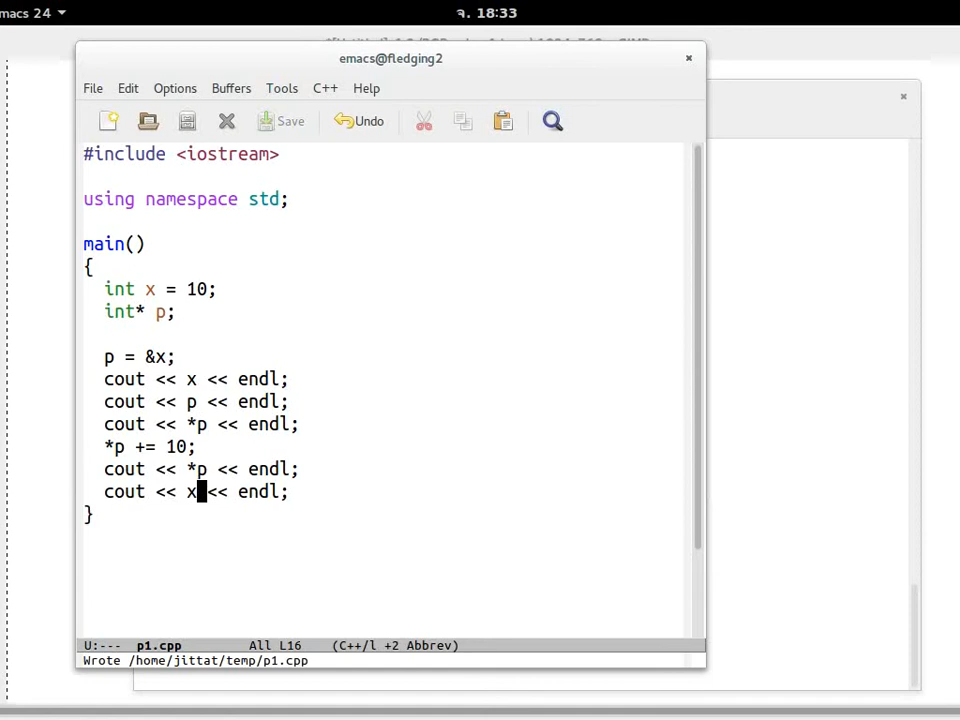 macs 24
จ. 18:33
emacs@fledging2
File Edit Options Buffers Tools C++ Help
Save Undo
#include <iostream>
using namespace std;
main()
{
  int x = 10;
  int* p;
  p = &x;
  cout << x << endl;
  cout << p << endl;
  cout << *p << endl;
  *p += 10;
  cout << *p << endl;
  cout << x << endl;
}
U:--- p1.cpp All L16 (C++/l +2 Abbrev)
Wrote /home/jittat/temp/p1.cpp